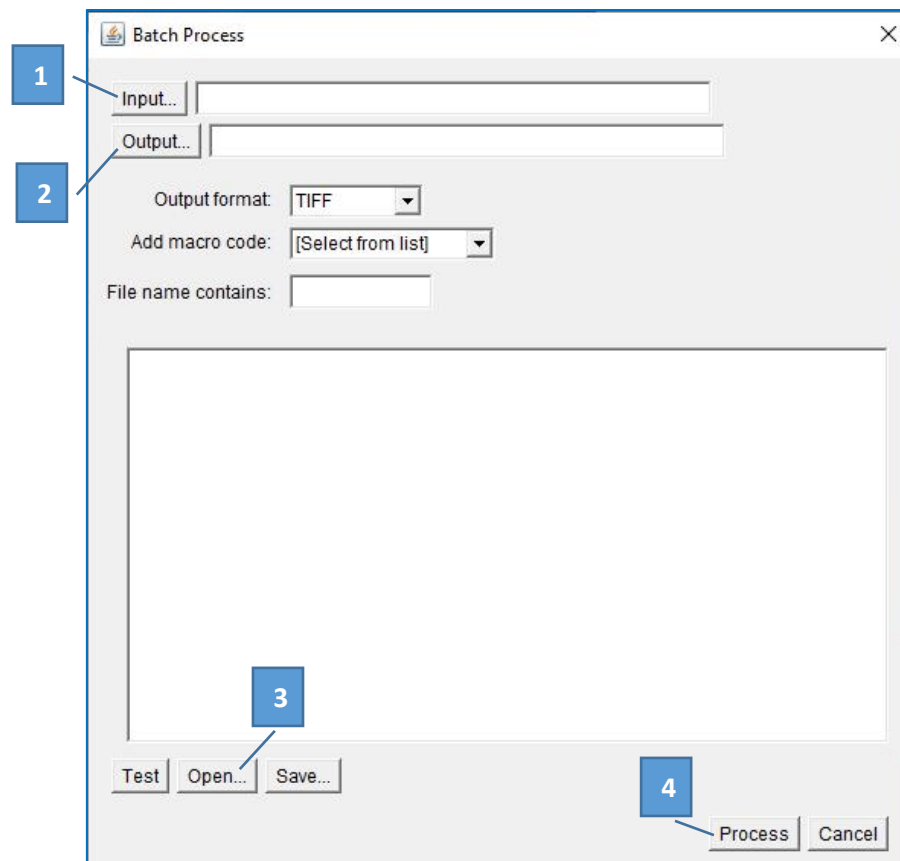 Batch Process
1
Input...
Output...
2
Output format: TIFF
Add macro code: [Select from list]
File name contains:
3
Test Open... Save...
4
Process Cancel